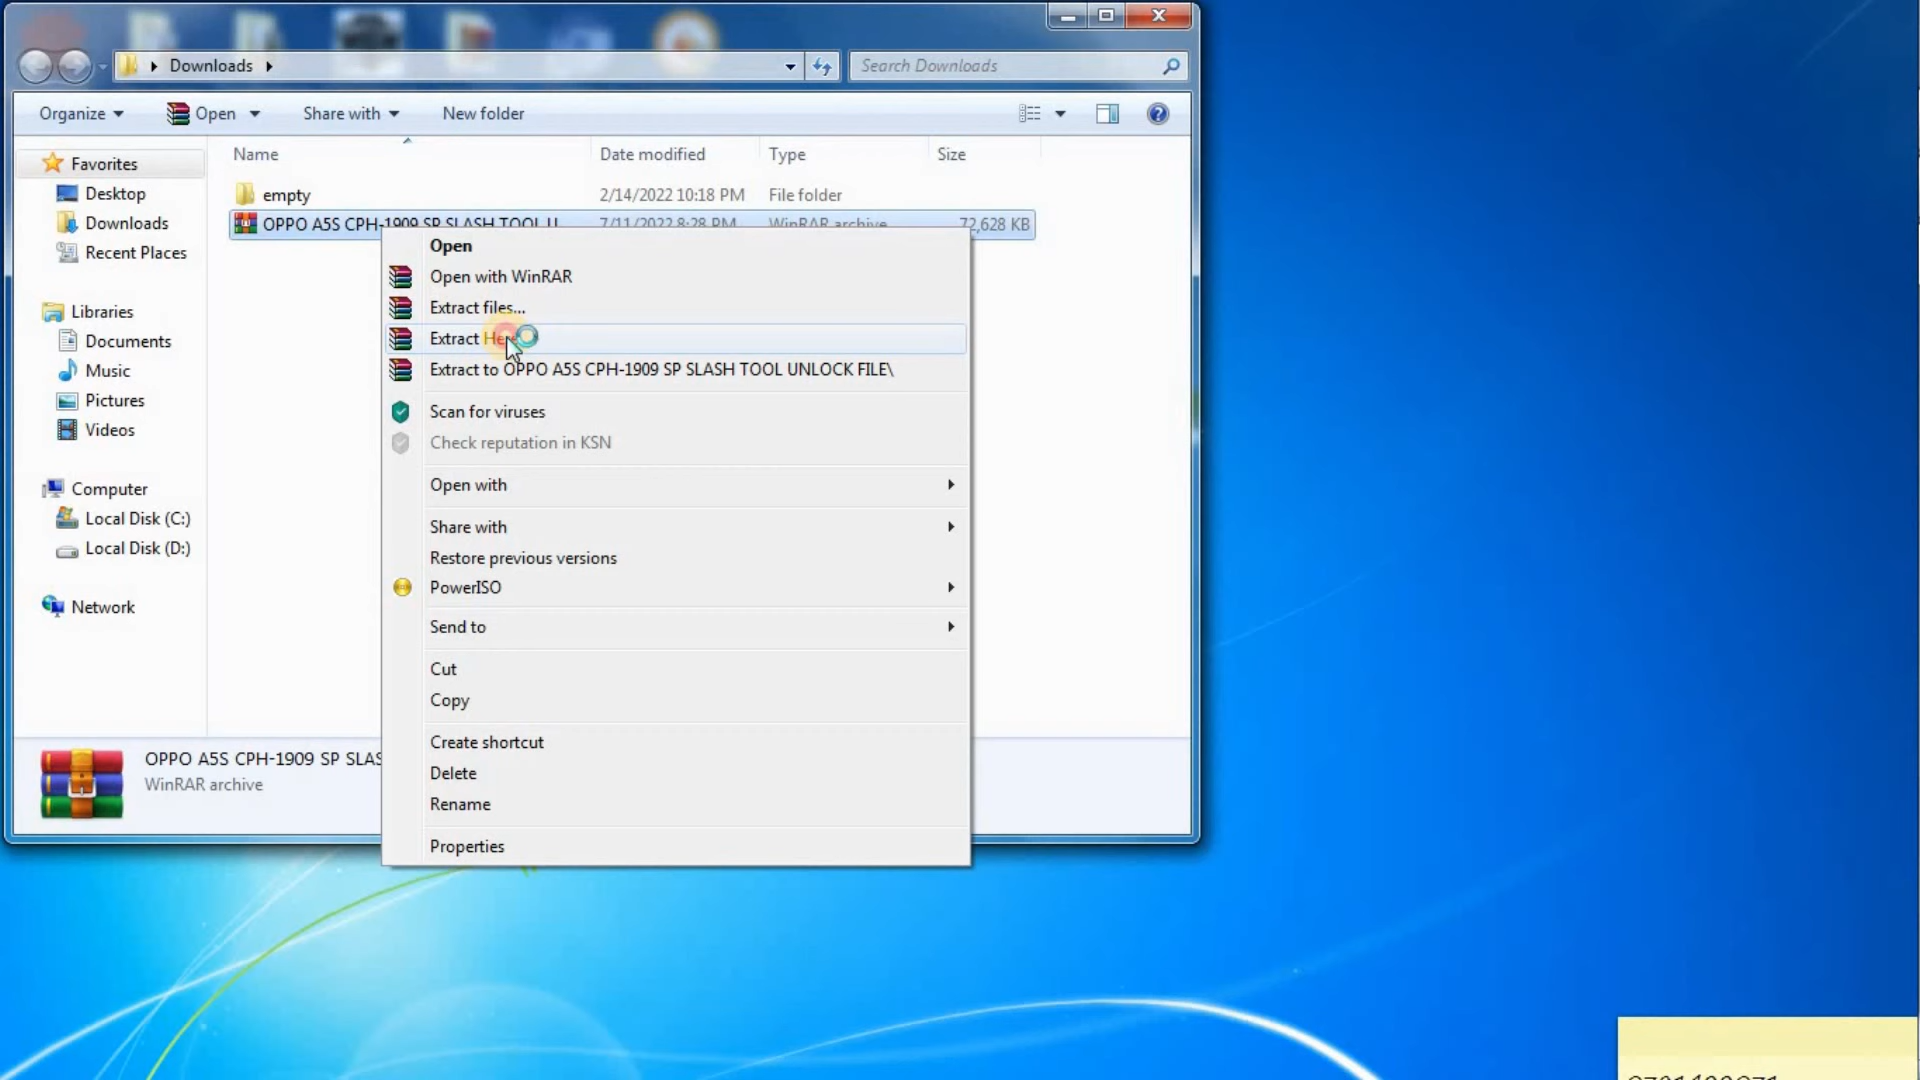 Downloads
Search Downloads
Organize
Open
Share with
New folder
Name
Date modified
Type
Size
Favorites
Desktop
Downloads
Recent Places
Libraries
Documents
Music
Pictures
Videos
Computer
Local Disk (C:)
Local Disk (D:)
Network
empty 2/14/2022 10:18 PM File folder
OPPO A5S CPH-1909 SP SLASH TOOL U 7/11/2022 8:28 PM WinRAR archive 72,628 KB
Open
Open with WinRAR
Extract files...
Extract Here
Extract to OPPO A5S CPH-1909 SP SLASH TOOL UNLOCK FILE\
Scan for viruses
Check reputation in KSN
Open with
Share with
Restore previous versions
PowerISO
Send to
Cut
Copy
Create shortcut
Delete
Rename
Properties
OPPO A5S CPH-1909 SP SLAS
WinRAR archive